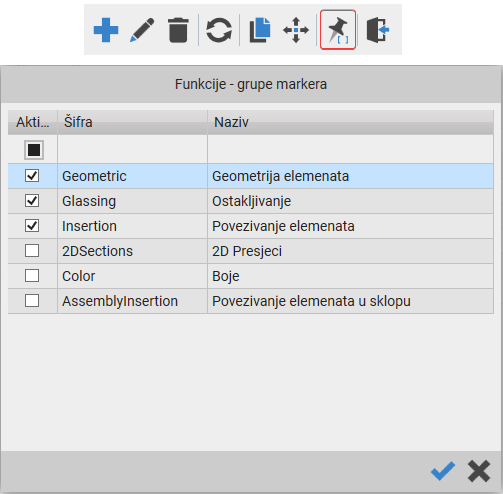 Funkcije - grupe markera
Akti... Šifra Naziv
Geometric Geometrija elemenata
Glassing Ostakljivanje
Insertion Povezivanje elemenata
2DSections 2D Presjeci
Color Boje
AssemblyInsertion Povezivanje elemenata u sklopu